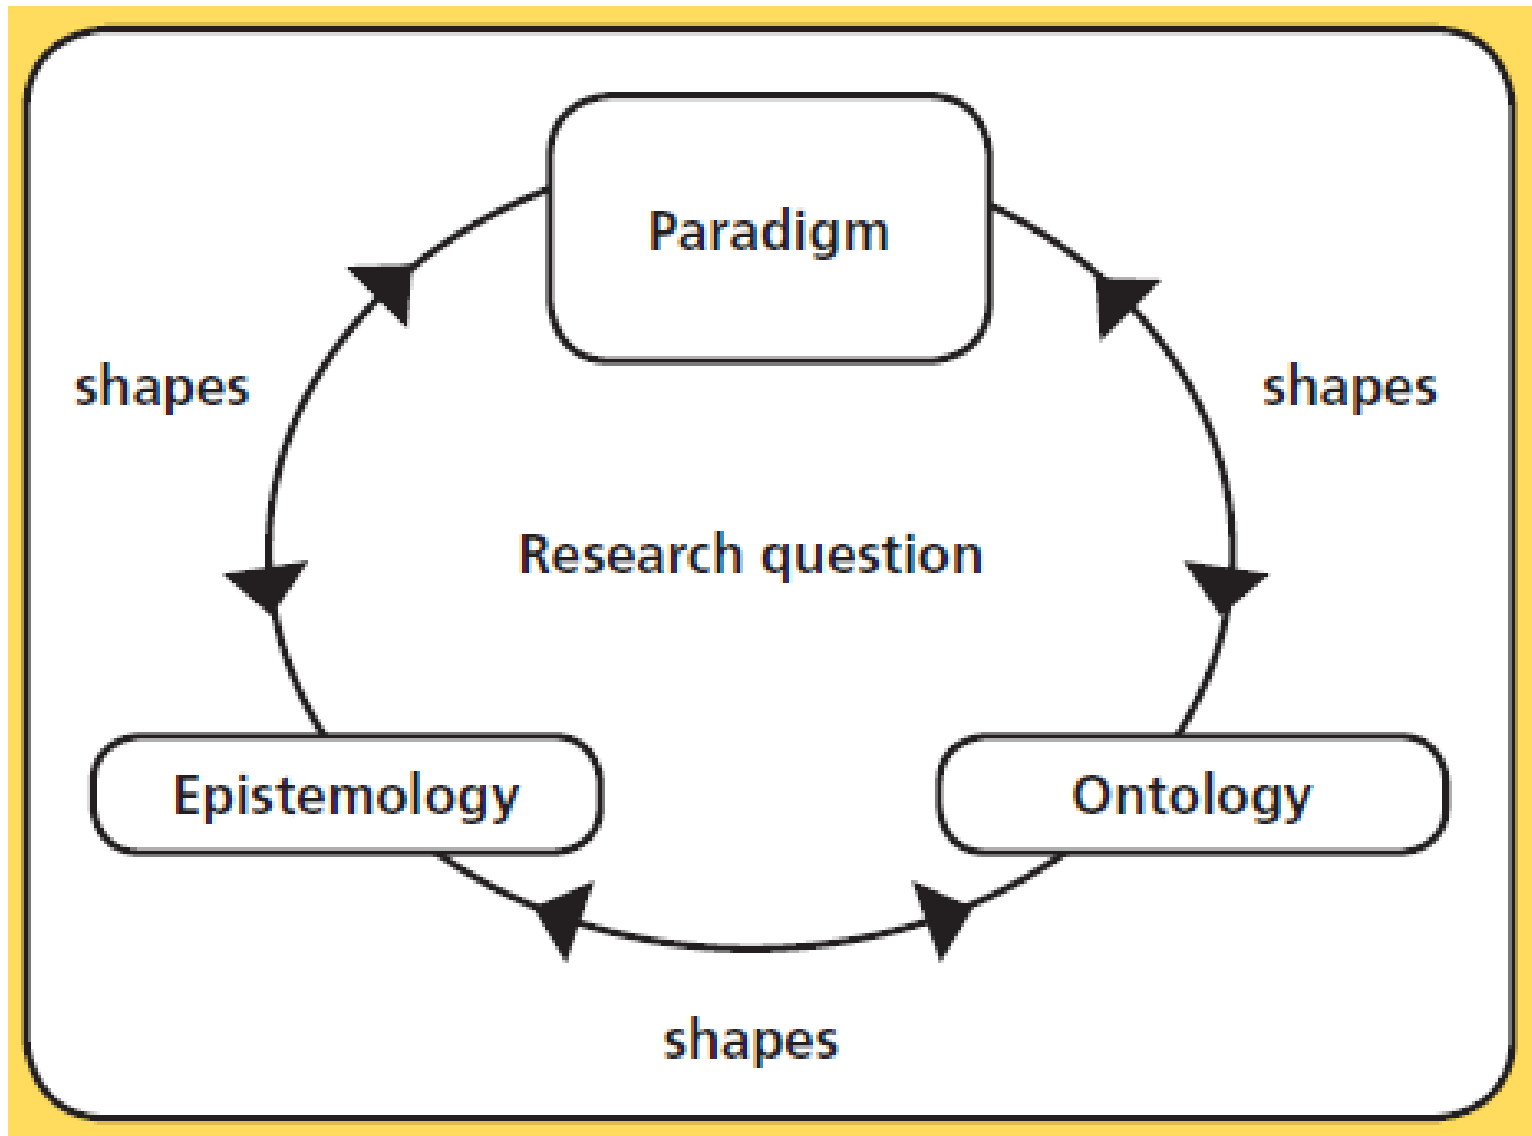 Paradigm
shapes
shapes
Research question
Epistemology
Ontology
shapes